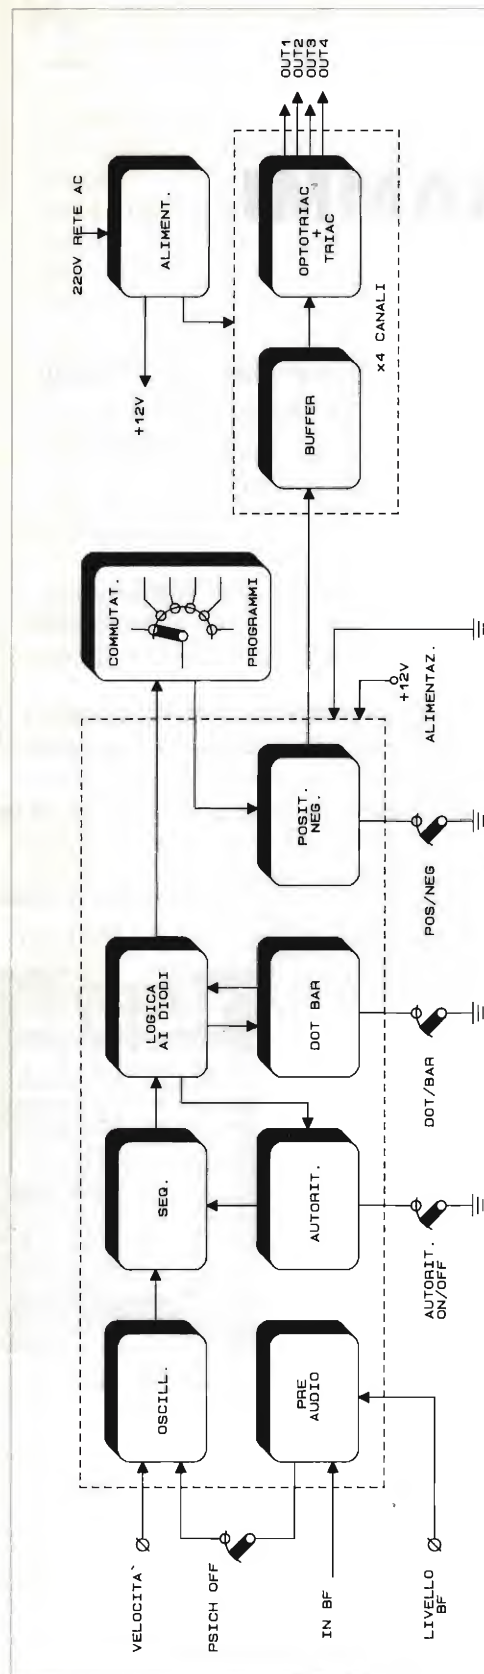 VELOCITA`
PSICH OFF
IN BF
LIVELLO
BF
OSCILL.
PRE
AUDIO
SEQ.
AUTORIT.
AUTORIT.
ON/OFF
LOGICA
AI DIODI
DOT BAR
DOT/BAR
POSIT.
NEG.
POS/NEG
+12V
ALIMENTAZ.
COMMUTAT.
PROGRAMMI
220V RETE AC
ALIMENT.
+12V
BUFFER
OPTOTRIAC
+
TRIAC
x4 CANALI
OUT1
OUT2
OUT3
OUT4